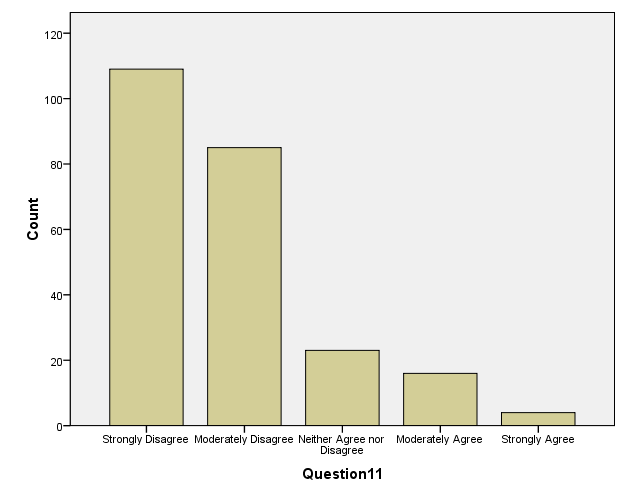 120
100
80
60
40
20
0
Count
Strongly Disagree
Moderately Disagree
Neither Agree nor
Disagree
Moderately Agree
Strongly Agree
Question11